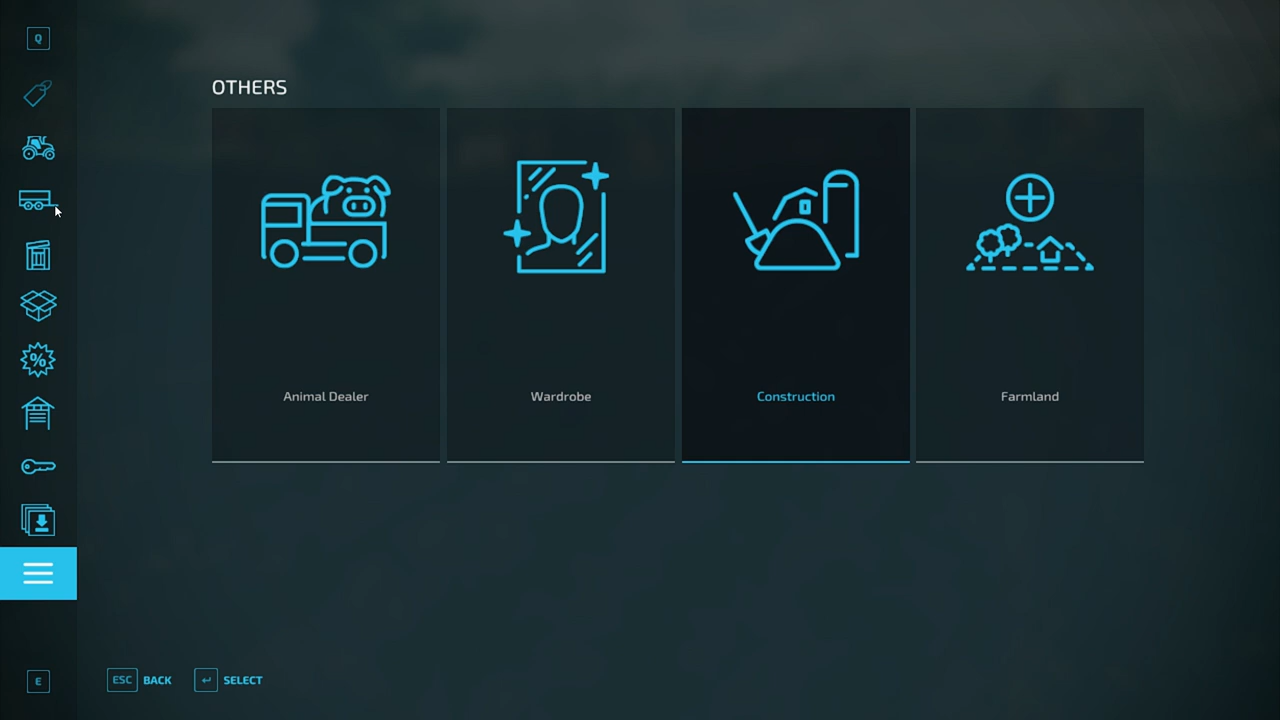 Q
OTHERS
%
Animal Dealer
Wardrobe
Construction
Farmland
E
ESC BACK
SELECT